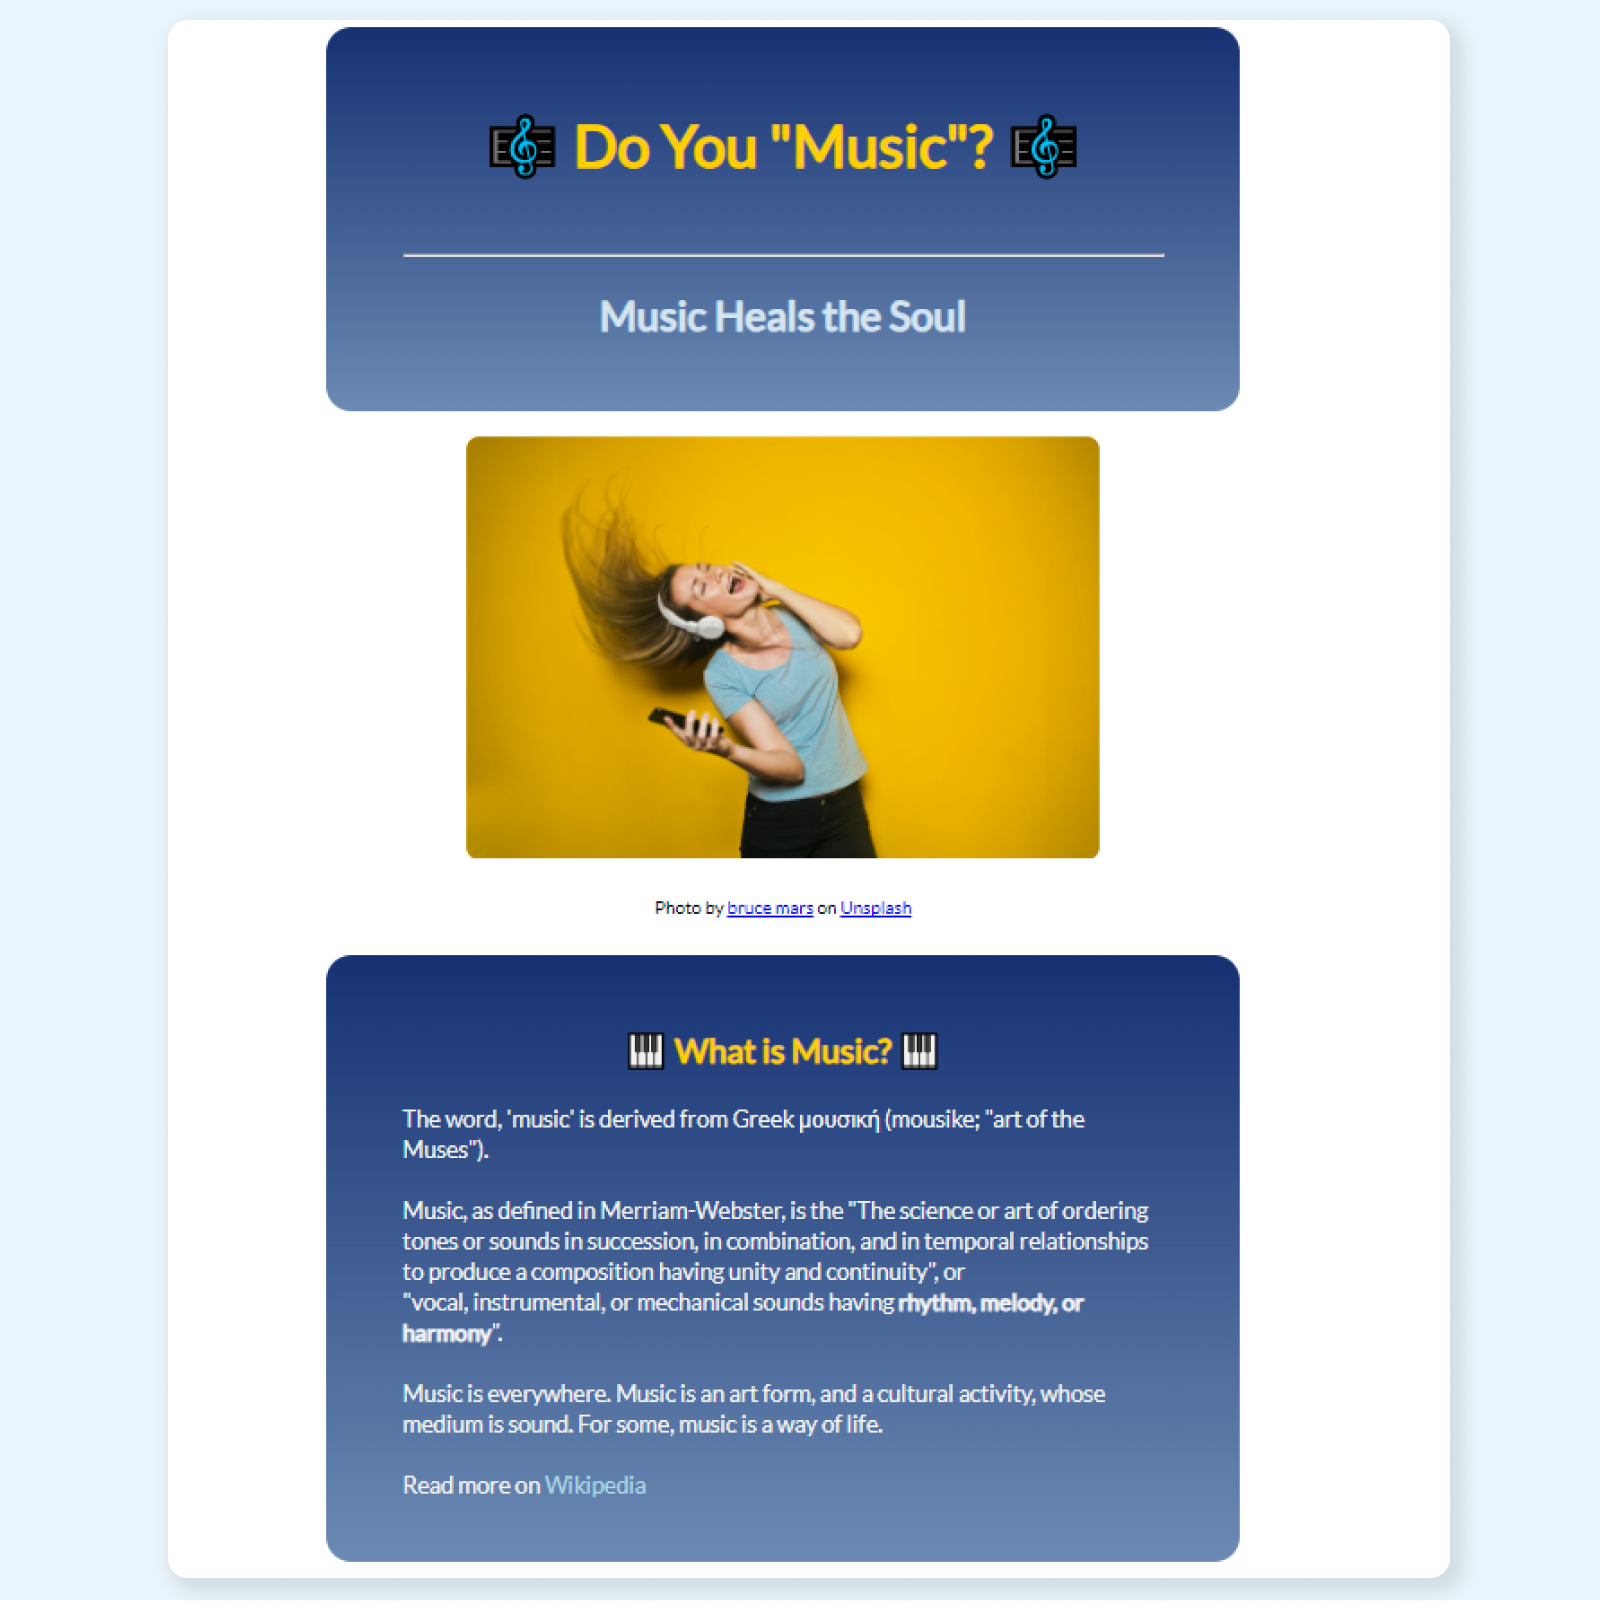 Do You "Music"?
Music Heals the Soul
Photo by bruce mars on Unsplash
What is Music?
The word, 'music' is derived from Greek μουσική (mousike; "art of the
Muses").
Music, as defined in Merriam-Webster, is the "The science or art of ordering
tones or sounds in succession, in combination, and in temporal relationships
to produce a composition having unity and continuity", or
"vocal, instrumental, or mechanical sounds having rhythm, melody, or
harmony".
Music is everywhere. Music is an art form, and a cultural activity, whose
medium is sound. For some, music is a way of life.
Read more on Wikipedia